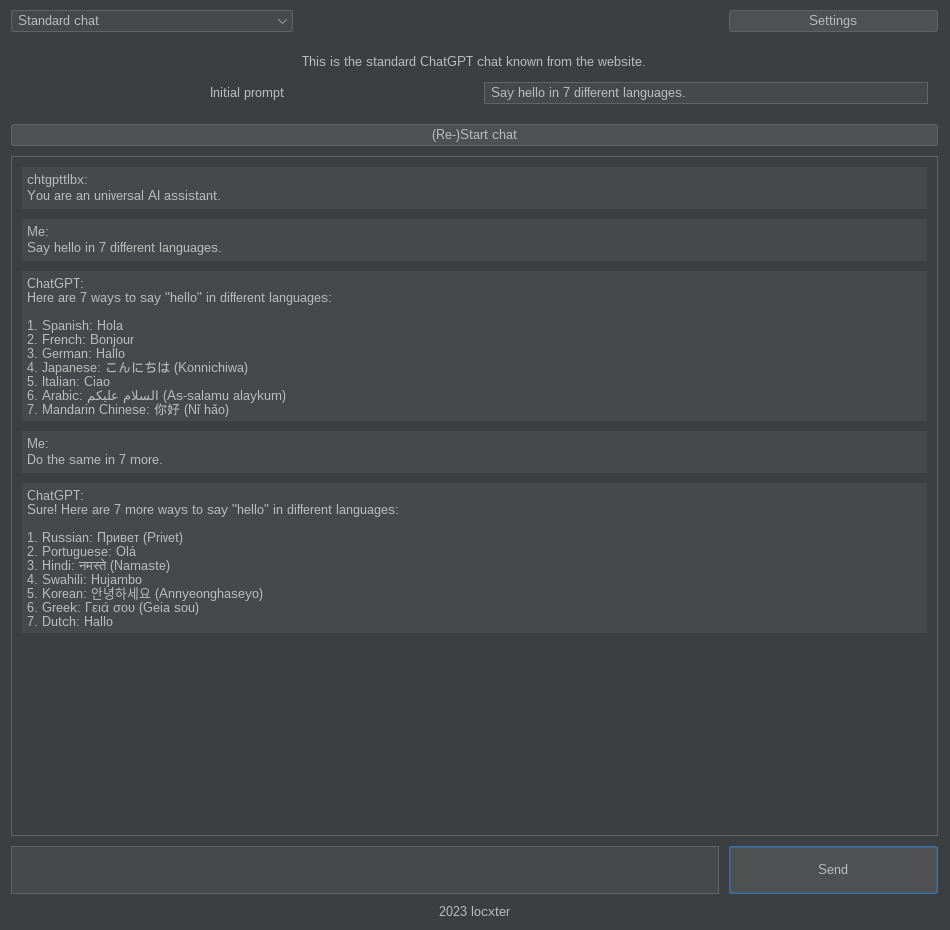 Standard chat
Settings
This is the standard ChatGPT chat known from the website.
Initial prompt
Say hello in 7 different languages.
(Re-)Start chat
chtgpttlbx:
You are an universal AI assistant.
Me:
Say hello in 7 different languages.
ChatGPT:
Here are 7 ways to say "hello" in different languages:
1. Spanish: Hola
2. French: Bonjour
3. German: Hallo
4. Japanese: こんにちは (Konnichiwa)
5. Italian: Ciao
6. Arabic: السلام عليكم (As-salamu alaykum)
7. Mandarin Chinese: 你好 (Nǐ hǎo)
Me:
Do the same in 7 more.
ChatGPT:
Sure! Here are 7 more ways to say "hello" in different languages:
1. Russian: Привет (Privet)
2. Portuguese: Olá
3. Hindi: नमस्ते (Namaste)
4. Swahili: Hujambo
5. Korean: 안녕하세요 (Annyeonghaseyo)
6. Greek: Γειά σου (Geia sou)
7. Dutch: Hallo
Send
2023 locxter